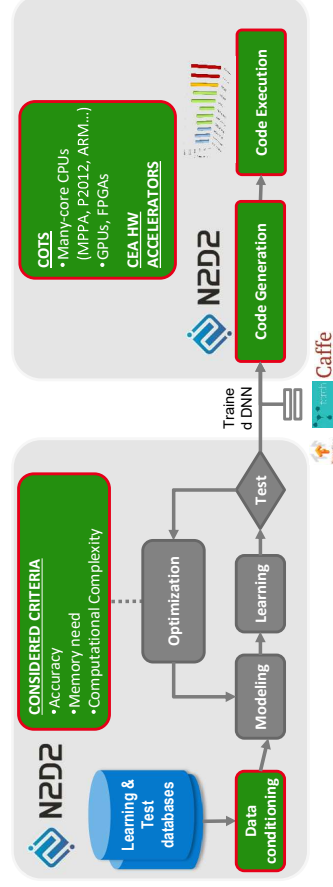 N2D2
CONSIDERED CRITERIA
• Accuracy
• Memory need
• Computational Complexity
Learning &
Test
databases
Optimization
Data
conditioning
Modeling
Learning
Test
Traine
d DNN
torch
Caffe
N2D2
COTS
• Many-core CPUs
(MPPA, P2012, ARM...)
• GPUs, FPGAs
CEA HW
ACCELERATORS
Code Generation
Code Execution